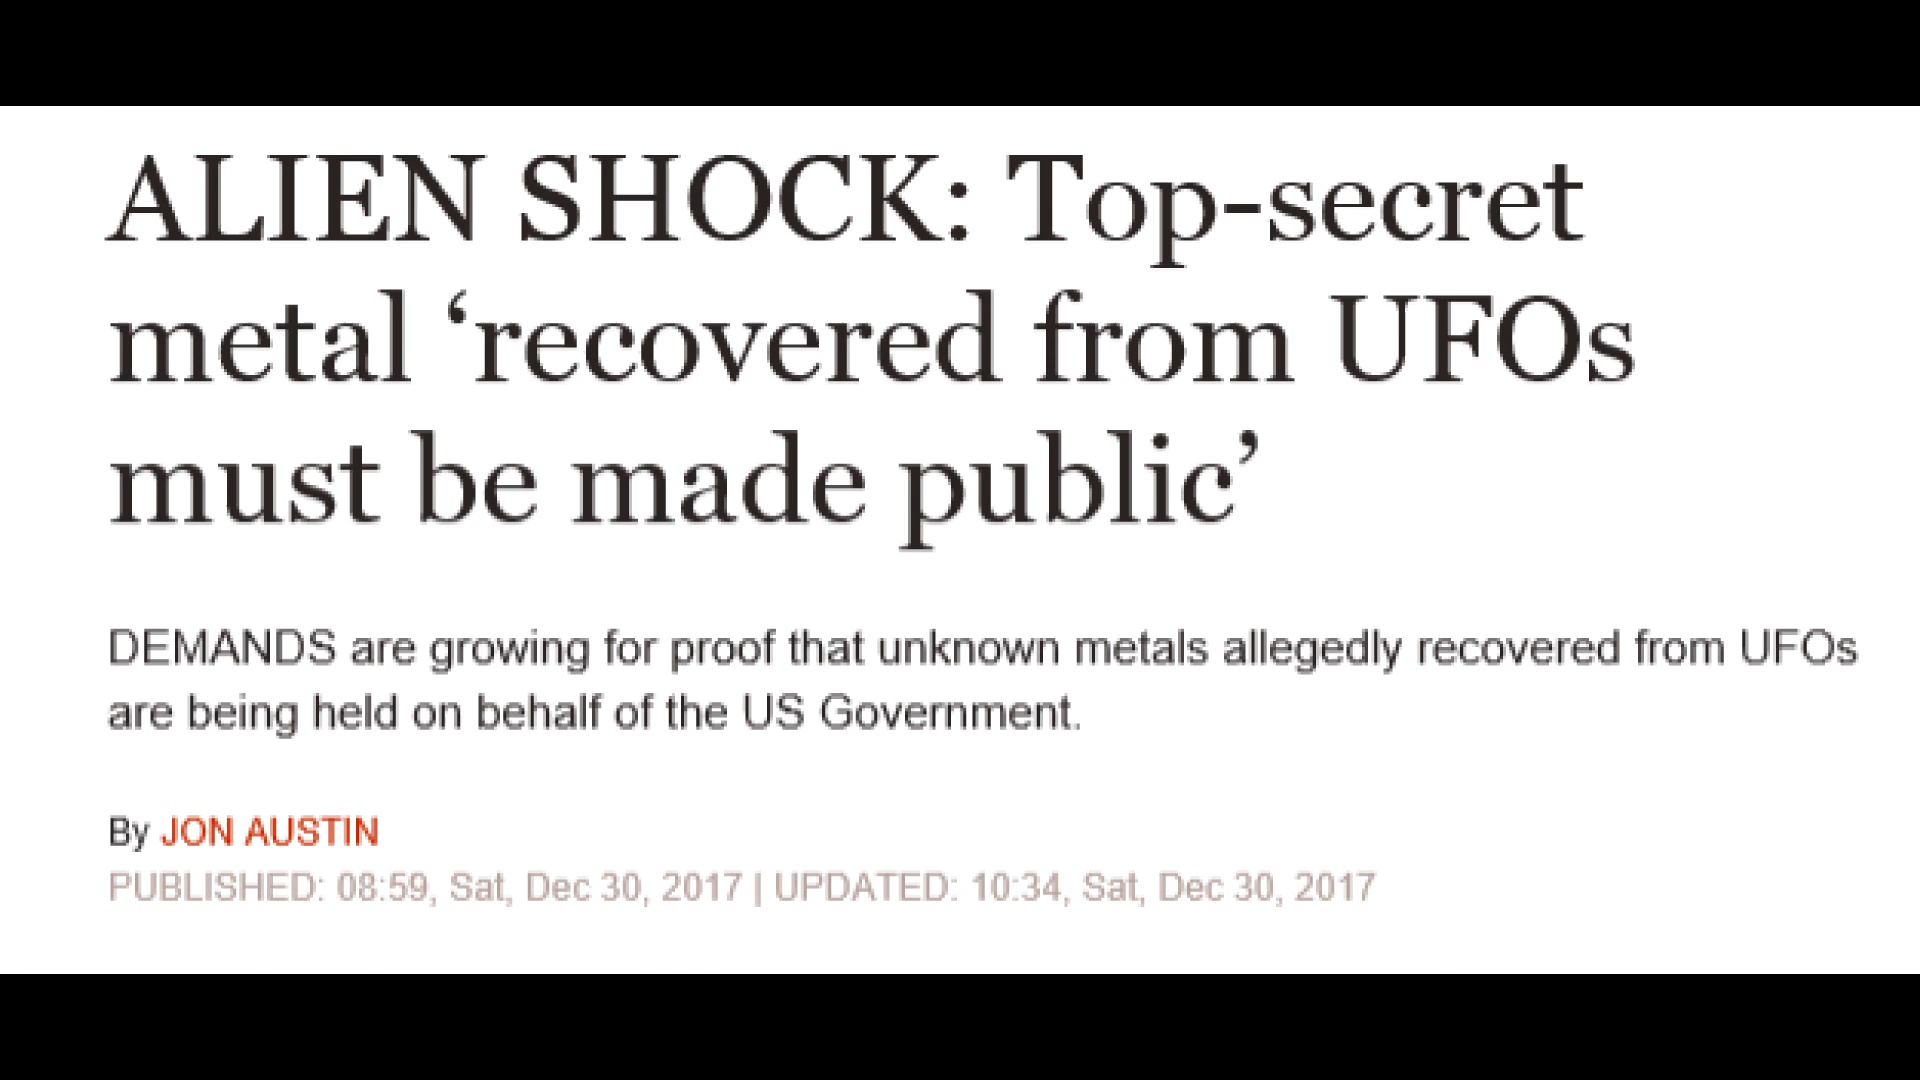 ALIEN SHOCK: Top-secret
metal ‘recovered from UFOs
must be made public’
DEMANDS are growing for proof that unknown metals allegedly recovered from UFOs
are being held on behalf of the US Government.
By JON AUSTIN
PUBLISHED: 08:59, Sat, Dec 30, 2017 | UPDATED: 10:34, Sat, Dec 30, 2017